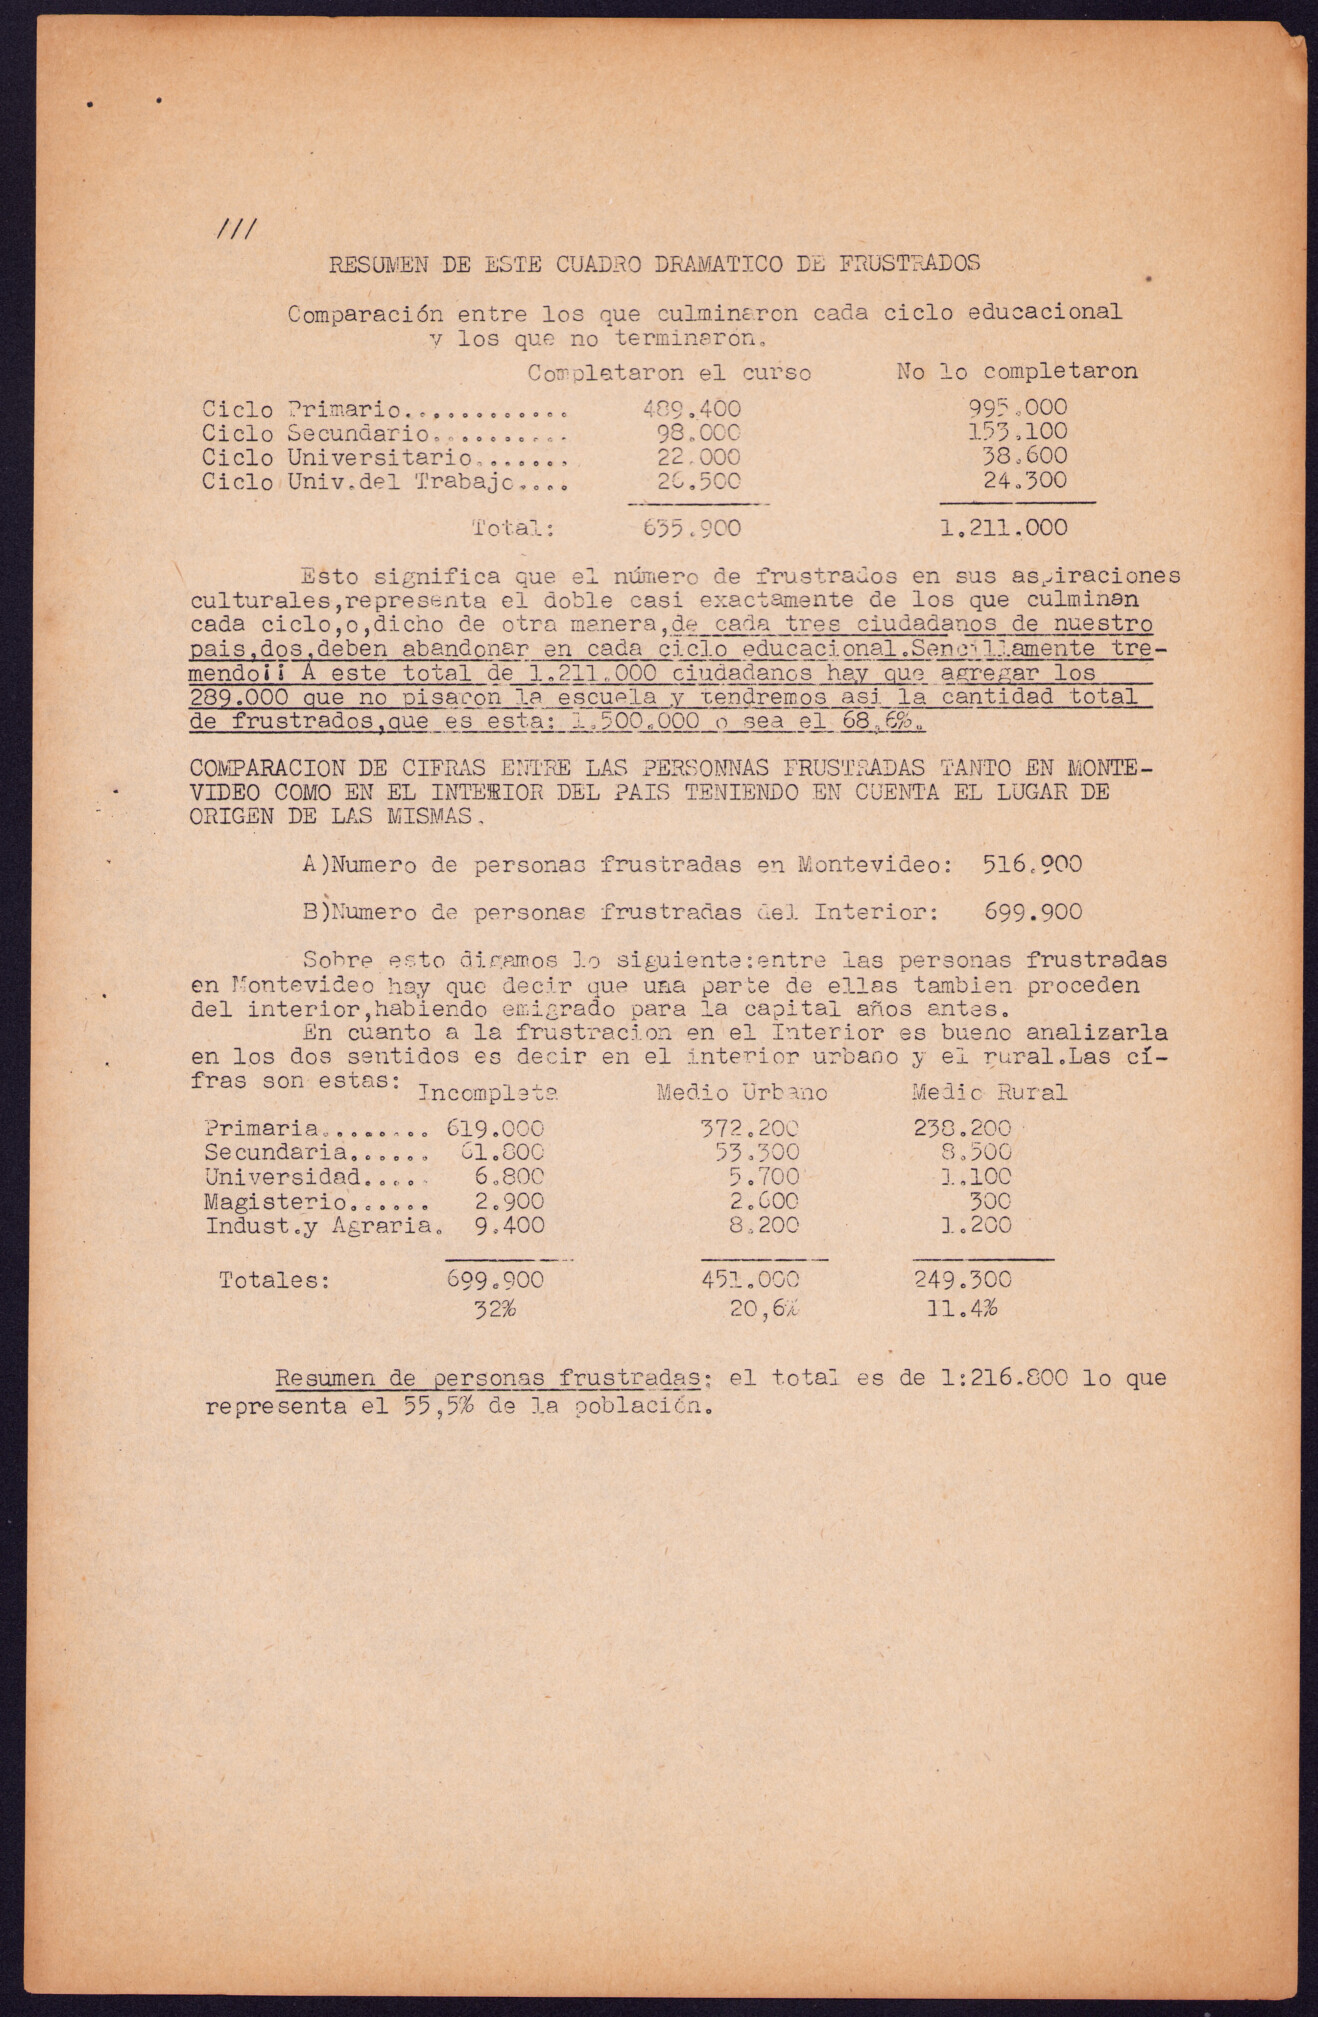 ///
RESUMEN DE ESTE CUADRO DRAMATICO DE FRUSTRADOS
Comparación entre los que culminaron cada ciclo educacional
y los que no terminaron.
Completaron el curso No lo completaron
Ciclo Primario............ 489.400 995.000
Ciclo Secundario.......... 98.000 153.100
Ciclo Universitario....... 22.000 38.600
Ciclo Univ.del Trabajo.... 26.500 24.300
Total: 635.900 1.211.000
Esto significa que el número de frustrados en sus aspiraciones
culturales,representa el doble casi exactamente de los que culminan
cada ciclo,o,dicho de otra manera,de cada tres ciudadanos de nuestro
pais,dos,deben abandonar en cada ciclo educacional.Sencillamente tre-
mendo¡¡ A este total de 1.211.000 ciudadanos hay que agregar los
289.000 que no pisaron la escuela y tendremos asi la cantidad total
de frustrados,que es esta: 1.500.000 o sea el 68,6%.
COMPARACION DE CIFRAS ENTRE LAS PERSONNAS FRUSTRADAS TANTO EN MONTE-
VIDEO COMO EN EL INTERIOR DEL PAIS TENIENDO EN CUENTA EL LUGAR DE
ORIGEN DE LAS MISMAS.
A)Numero de personas frustradas en Montevideo: 516.900
B)Numero de personas frustradas del Interior: 699.900
Sobre esto digamos lo siguiente:entre las personas frustradas
en Montevideo hay que decir que una parte de ellas tambien proceden
del interior,habiendo emigrado para la capital años antes.
En cuanto a la frustracion en el Interior es bueno analizarla
en los dos sentidos es decir en el interior urbano y el rural.Las cí-
fras son estas: Incompleta Medio Urbano Medio Rural
Primaria........ 619.000 372.200 238.200
Secundaria...... 61.800 53.300 8.500
Universidad..... 6.800 5.700 1.100
Magisterio...... 2.900 2.600 300
Indust.y Agraria. 9.400 8.200 1.200
Totales: 699.900 451.000 249.300
32% 20,6% 11.4%
Resumen de personas frustradas: el total es de 1:216.800 lo que
representa el 55,5% de la población.